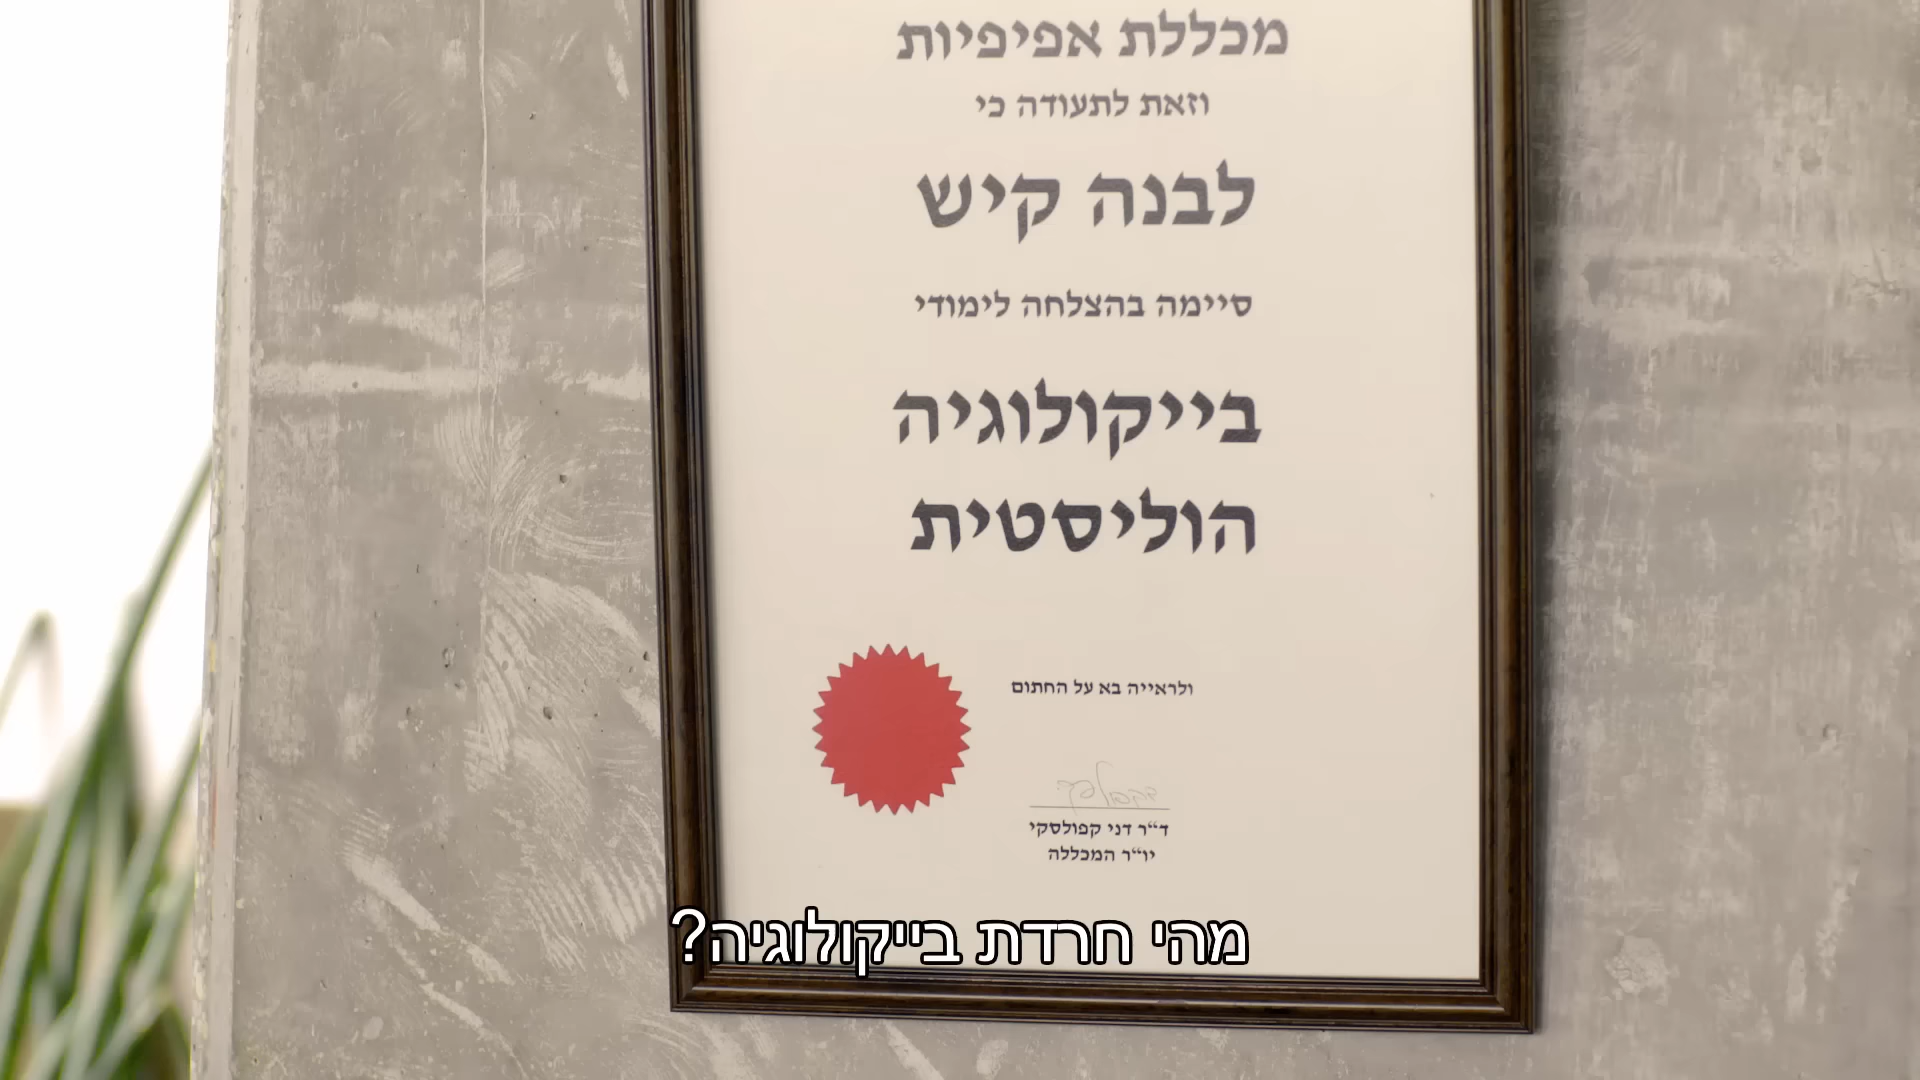 מכללת אפיפיות
וזאת לתעודה כי
לבנה קיש
סיימה בהצלחה לימודי
בייקולוגיה
הוליסטית
ולראייה בא על החתום
ד"ר דני קפולסקי
יו"ר המכללה
מהי חרדת בייקולוגיה?